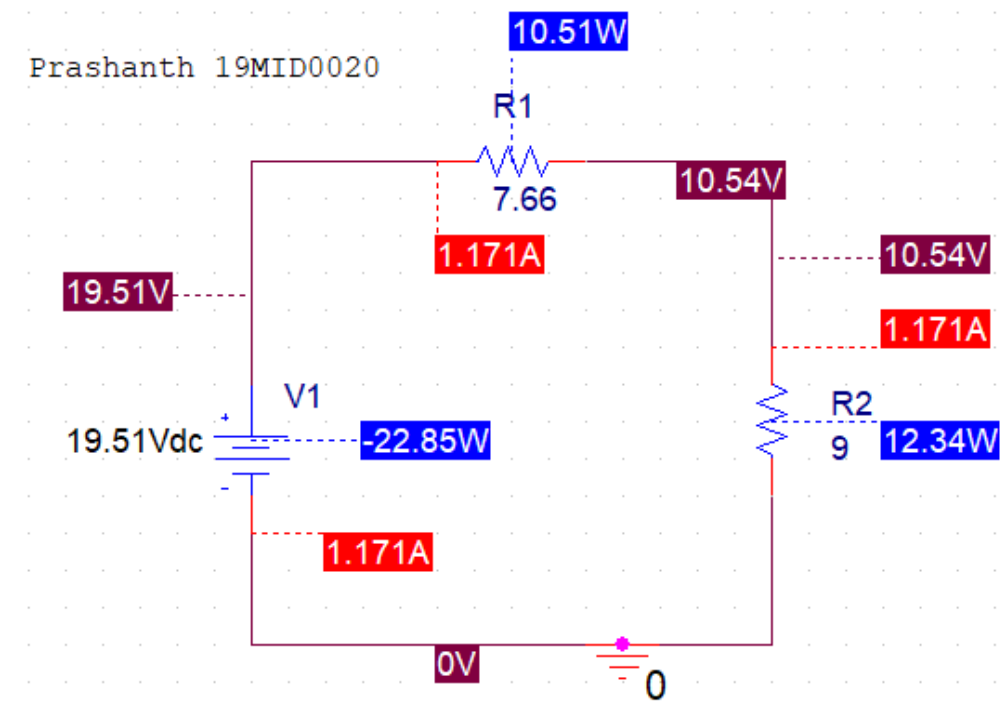 10.51W
Prashanth 19MID0020
R1
10.54V
7.66
1.171A
10.54V
19.51V
1.171A
V1
R2
19.51Vdc
-22.85W
9
12.34W
1.171A
0V
0